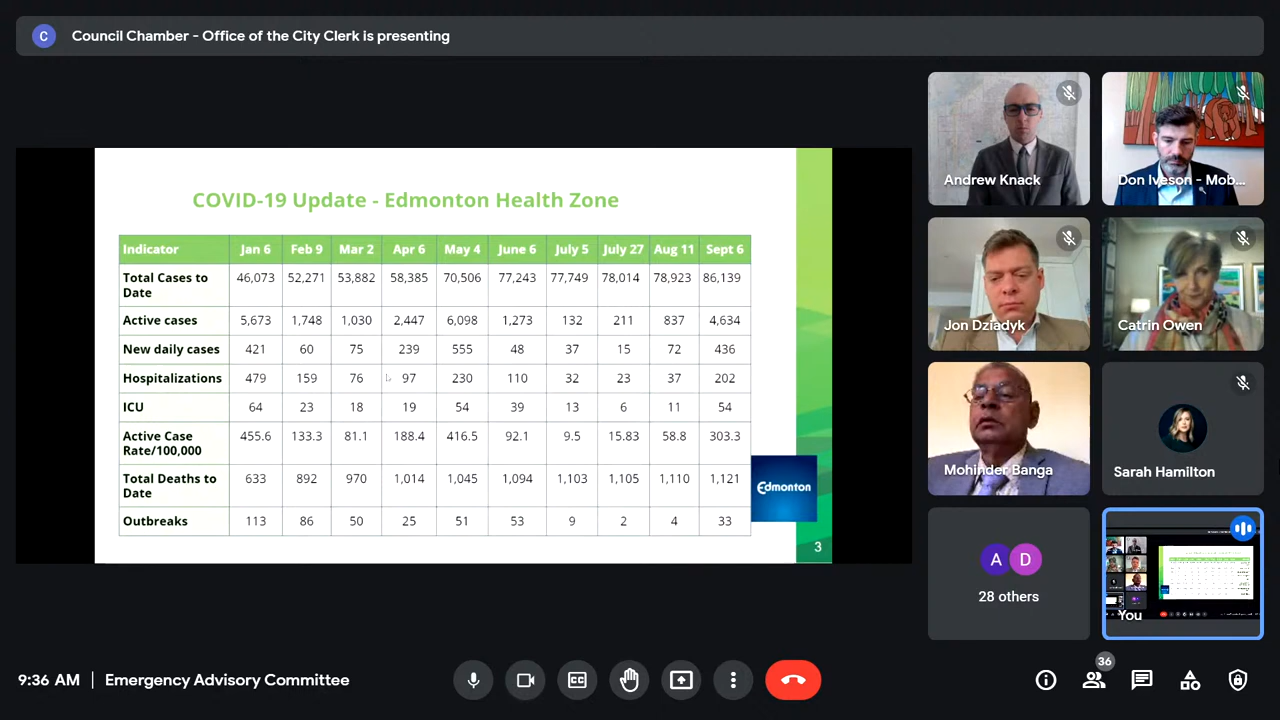 C
Council Chamber - Office of the City Clerk is presenting
COVID-19 Update - Edmonton Health Zone
Indicator Jan 6 Feb 9 Mar 2 Apr 6 May 4 June 6 July 5 July 27 Aug 11 Sept 6
Total Cases to Date 46,073 52,271 53,882 58,385 70,506 77,243 77,749 78,014 78,923 86,139
Active cases 5,673 1,748 1,030 2,447 6,098 1,273 132 211 837 4,634
New daily cases 421 60 75 239 555 48 37 15 72 436
Hospitalizations 479 159 76 97 230 110 32 23 37 202
ICU 64 23 18 19 54 39 13 6 11 54
Active Case Rate/100,000 455.6 133.3 81.1 188.4 416.5 92.1 9.5 15.83 58.8 303.3
Total Deaths to Date 633 892 970 1,014 1,045 1,094 1,103 1,105 1,110 1,121
Outbreaks 113 86 50 25 51 53 9 2 4 33
Edmonton
3
Andrew Knack
Don Iveson - Mob...
Jon Dziadyk
Catrin Owen
Mohinder Banga
Sarah Hamilton
A D
28 others
You
9:36 AM | Emergency Advisory Committee
36